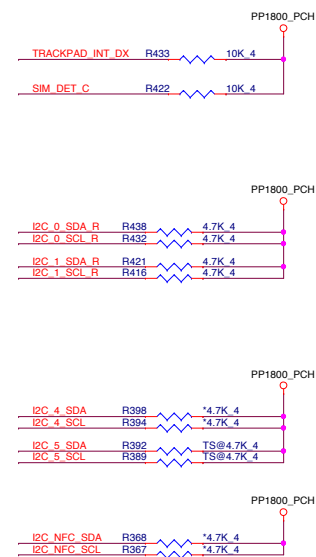 PP1800_PCH
TRACKPAD_INT_DX R433 10K_4
SIM_DET_C R422 10K_4
PP1800_PCH
I2C_0_SDA_R R438 4.7K_4
I2C_0_SCL_R R432 4.7K_4
I2C_1_SDA_R R421 4.7K_4
I2C_1_SCL_R R416 4.7K_4
PP1800_PCH
I2C_4_SDA R398 *4.7K_4
I2C_4_SCL R394 *4.7K_4
I2C_5_SDA R392 TS@4.7K_4
I2C_5_SCL R389 TS@4.7K_4
PP1800_PCH
I2C_NFC_SDA R368 *4.7K_4
I2C_NFC_SCL R367 *4.7K_4